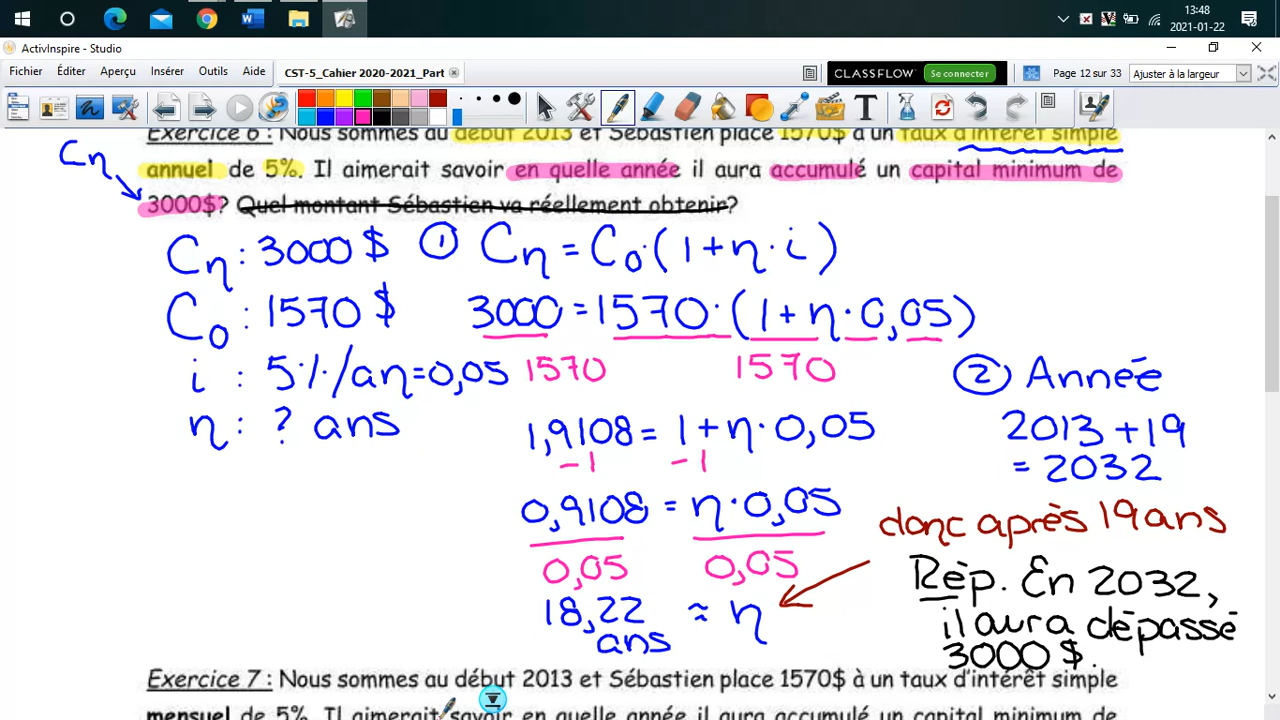 13:48
2021-01-22
ActivInspire - Studio
Fichier Éditer Aperçu Insérer Outils Aide CST-5_Cahier 2020-2021_Part CLASSFLOW Se connecter Page 12 sur 33 Ajuster à la largeur
Exercice 6 : Nous sommes au début 2013 et Sébastien place 1570$ à un taux d'intérêt simple
annuel de 5%. Il aimerait savoir en quelle année il aura accumulé un capital minimum de
3000$? Quel montant Sébastien va réellement obtenir?
Cn
Cn : 3000 $ ① Cn = C0·(1+n·i)
C0 : 1570 $ 3000 = 1570·(1+n·0,05)
1570 1570
i : 5%/an=0,05
n : ? ans
1,9108 = 1+n·0,05
-1 -1
0,9108 = n·0,05
0,05 0,05
18,22 ≈ n
ans
② Année
2013+19
= 2032
donc après 19 ans
Rép. En 2032,
il aura dépassé
3000 $.
Exercice 7 : Nous sommes au début 2013 et Sébastien place 1570$ à un taux d'intérêt simple
mensuel de 5%. Il aimerait savoir en quelle année il aura accumulé un capital minimum de